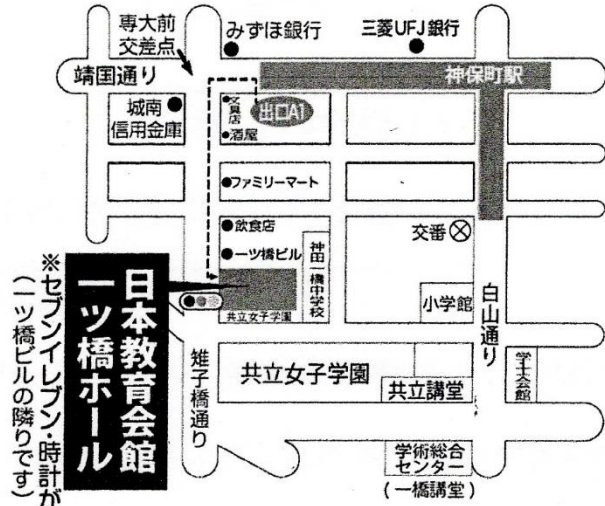 専大前
交差点
みずほ銀行
三菱UFJ銀行
靖国通り
神保町駅
城南
信用金庫
文具店
出口A1
酒屋
ファミリーマート
飲食店
交番
一ツ橋ビル
神田一橋中学校
小学館
白山通り
共立女子学園
日本教育会館
一ツ橋ホール
※セブンイレブン・時計が
(一ツ橋ビルの隣りです)
雉子橋通り
共立女子学園
共立講堂
学士会館
学術総合
センター
(一橋講堂)